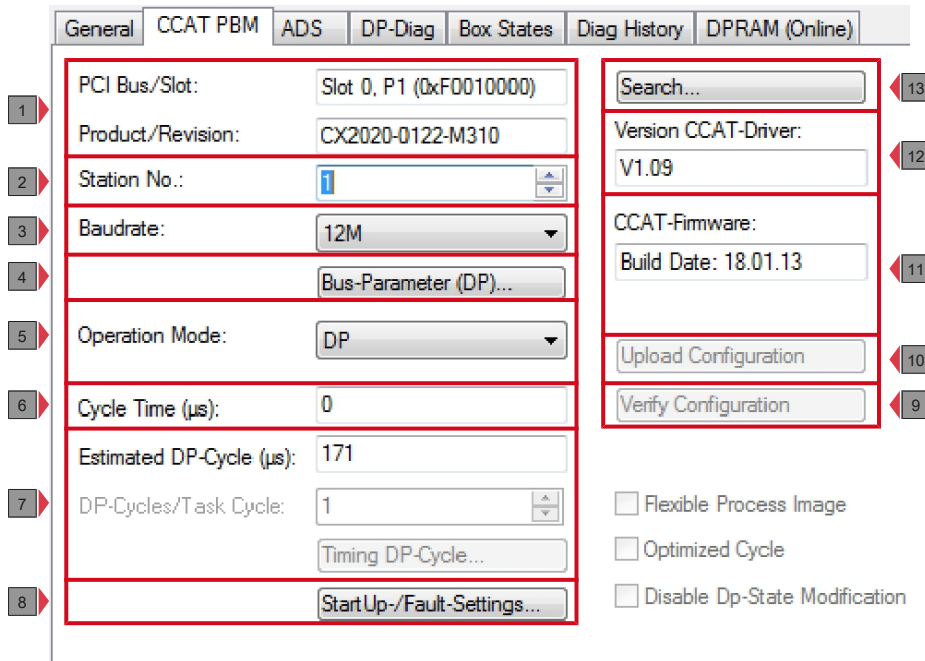 General CCAT PBM ADS DP-Diag Box States Diag History DPRAM (Online)
1
PCI Bus/Slot: Slot 0, P1 (0xF0010000)
Product/Revision: CX2020-0122-M310
2 Station No.: 1
3 Baudrate: 12M
4 Bus-Parameter (DP)...
5 Operation Mode: DP
6 Cycle Time (µs): 0
7
Estimated DP-Cycle (µs): 171
DP-Cycles/Task Cycle: 1
Timing DP-Cycle...
8 StartUp-/Fault-Settings...
Search... 13
Version CCAT-Driver:
V1.09 12
CCAT-Firmware:
Build Date: 18.01.13 11
Upload Configuration 10
Verify Configuration 9
Flexible Process Image
Optimized Cycle
Disable Dp-State Modification